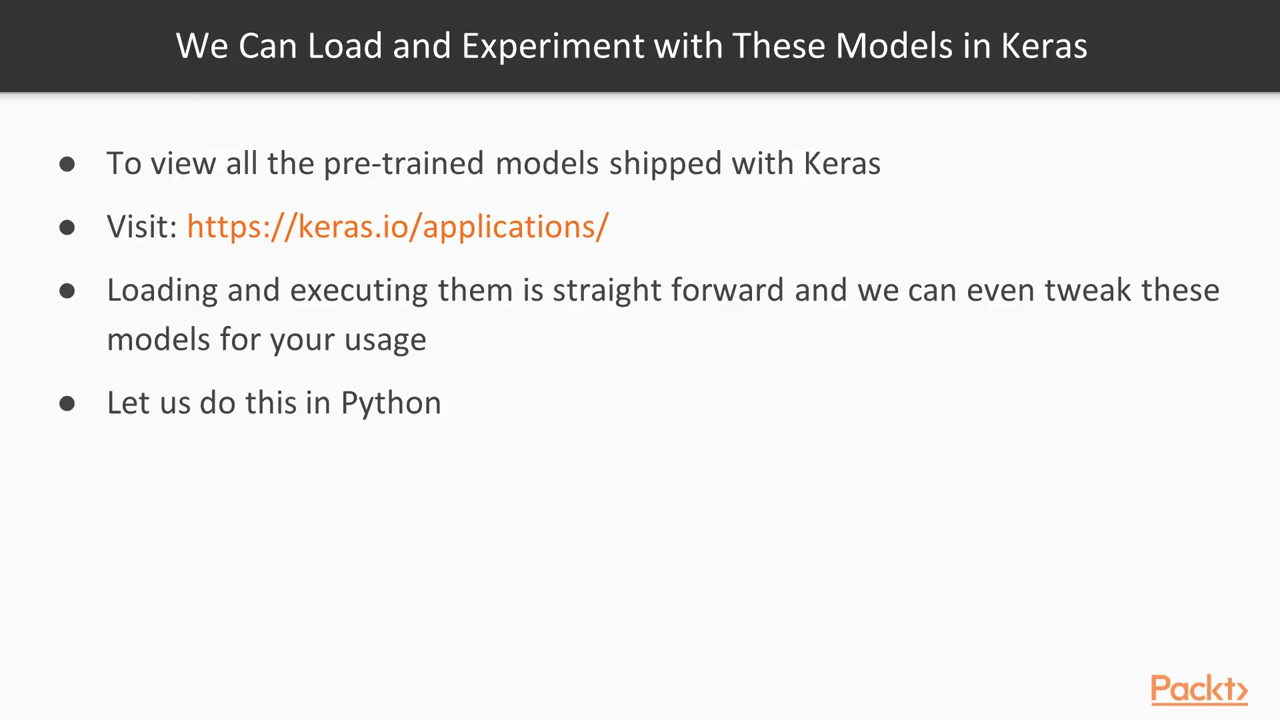 We Can Load and Experiment with These Models in Keras
● To view all the pre-trained models shipped with Keras
● Visit: https://keras.io/applications/
● Loading and executing them is straight forward and we can even tweak these
models for your usage
● Let us do this in Python
Packt>